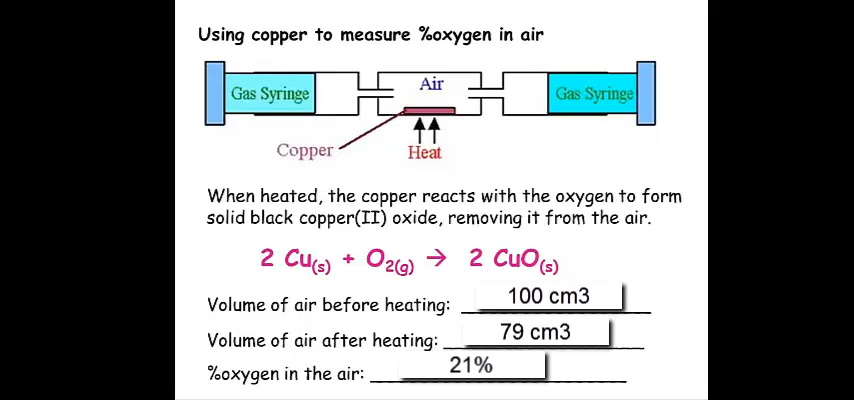 Using copper to measure %oxygen in air
Gas Syringe
Air
Gas Syringe
Copper
Heat
When heated, the copper reacts with the oxygen to form
solid black copper(II) oxide, removing it from the air.
2 Cu(s) + O2(g) → 2 CuO(s)
Volume of air before heating: 100 cm3
Volume of air after heating: 79 cm3
%oxygen in the air: 21%